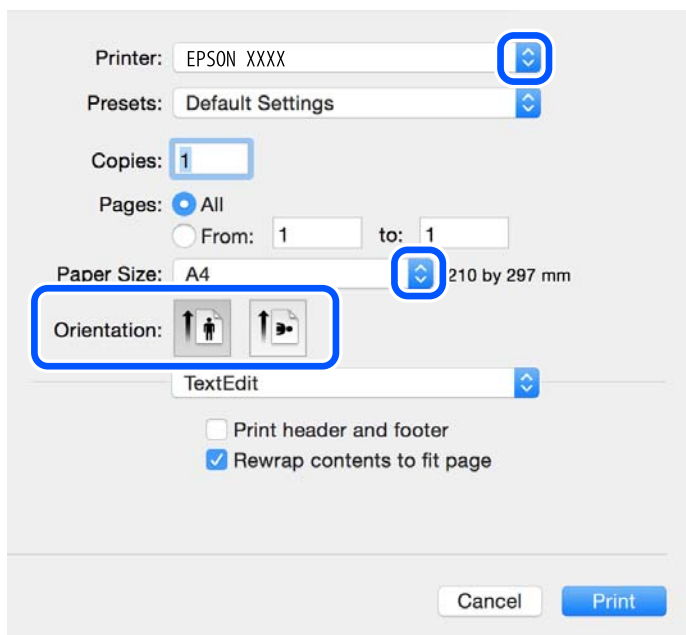 Printer: EPSON XXXX
Presets: Default Settings
Copies: 1
Pages: All
From: 1 to: 1
Paper Size: A4 210 by 297 mm
Orientation:
TextEdit
Print header and footer
Rewrap contents to fit page
Cancel Print